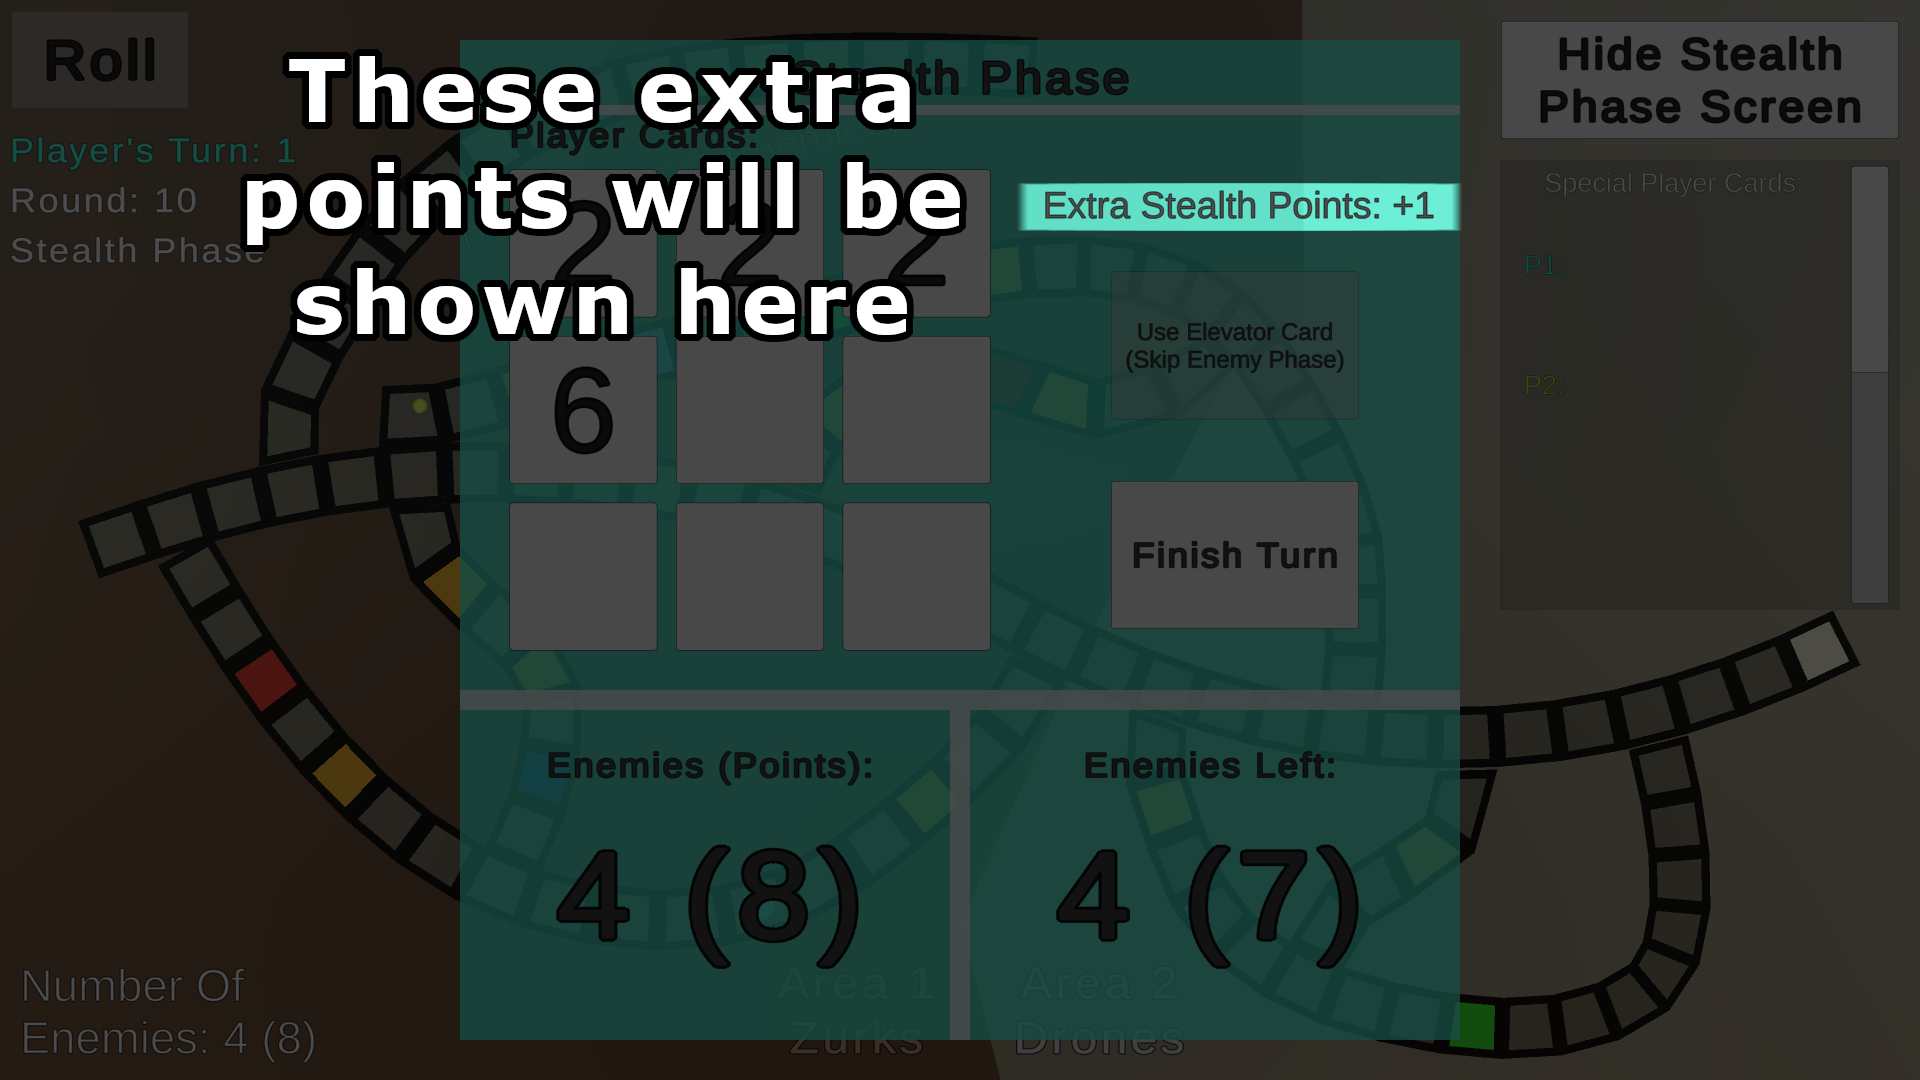 Roll
These extra
points will be
shown here
Stealth Phase
Hide Stealth
Phase Screen
Player's Turn: 1
Round: 10
Stealth Phase
Player Cards:
2
2
2
6
Extra Stealth Points: +1
Use Elevator Card
(Skip Enemy Phase)
Finish Turn
Special Player Cards:
P1:
P2:
Enemies (Points):
4 (8)
Enemies Left:
4 (7)
Number Of
Enemies: 4 (8)
Area 1
Zurks
Area 2
Drones